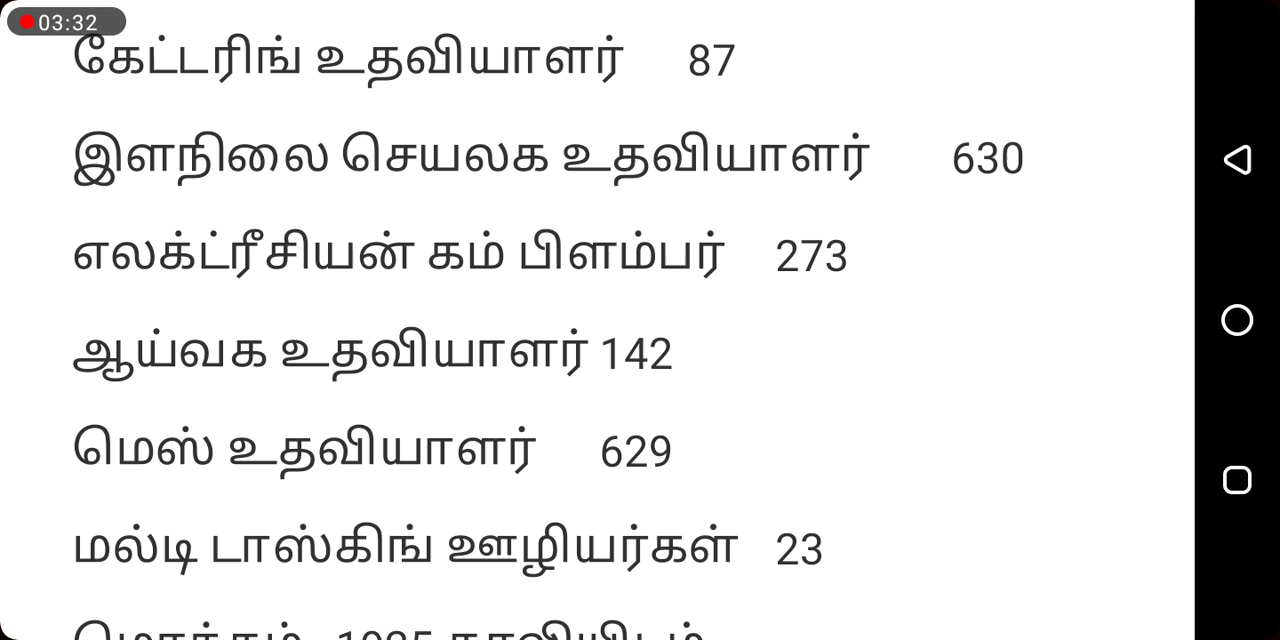 03:32
கேட்டரிங் உதவியாளர் 87
இளநிலை செயலக உதவியாளர் 630
எலக்ட்ரீசியன் கம் பிளம்பர் 273
ஆய்வக உதவியாளர் 142
மெஸ் உதவியாளர் 629
மல்டி டாஸ்கிங் ஊழியர்கள் 23